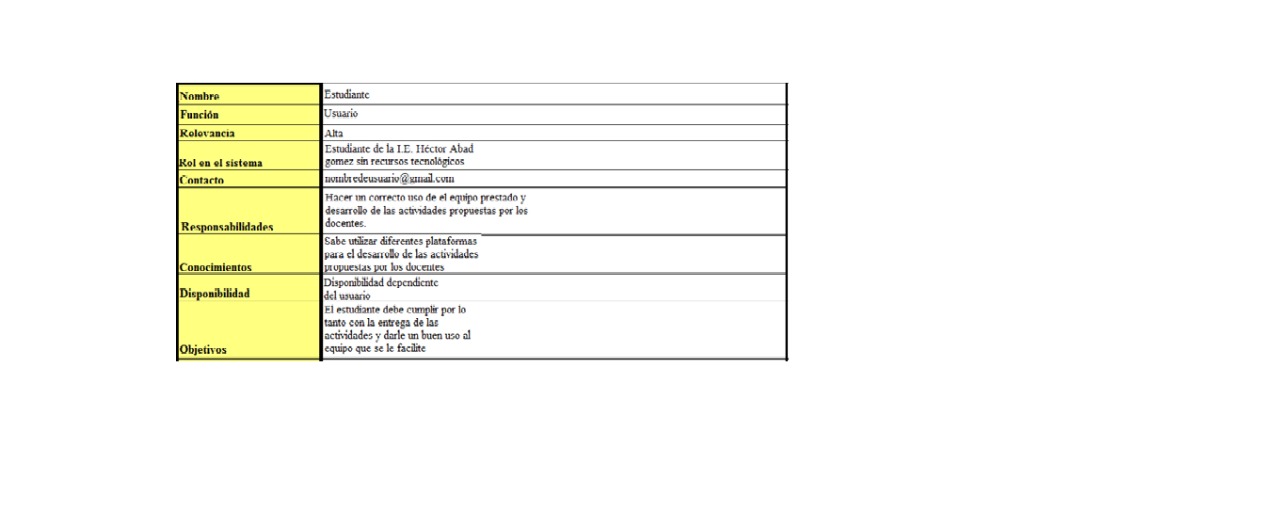 Nombre Estudiante
Función Usuario
Relevancia Alta
Estudiante de la I.E. Héctor Abad
Rol en el sistema gomez sin recursos tecnológicos
Contacto nombredeusuario@gmail.com
Hacer un correcto uso de el equipo prestado y
desarrollo de las actividades propuestas por los
Responsabilidades docentes.
Sabe utilizar diferentes plataformas
para el desarrollo de las actividades
Conocimientos propuestas por los docentes
Disponibilidad dependiente
Disponibilidad del usuario
El estudiante debe cumplir por lo
tanto con la entrega de las
actividades y darle un buen uso al
Objetivos equipo que se le facilite